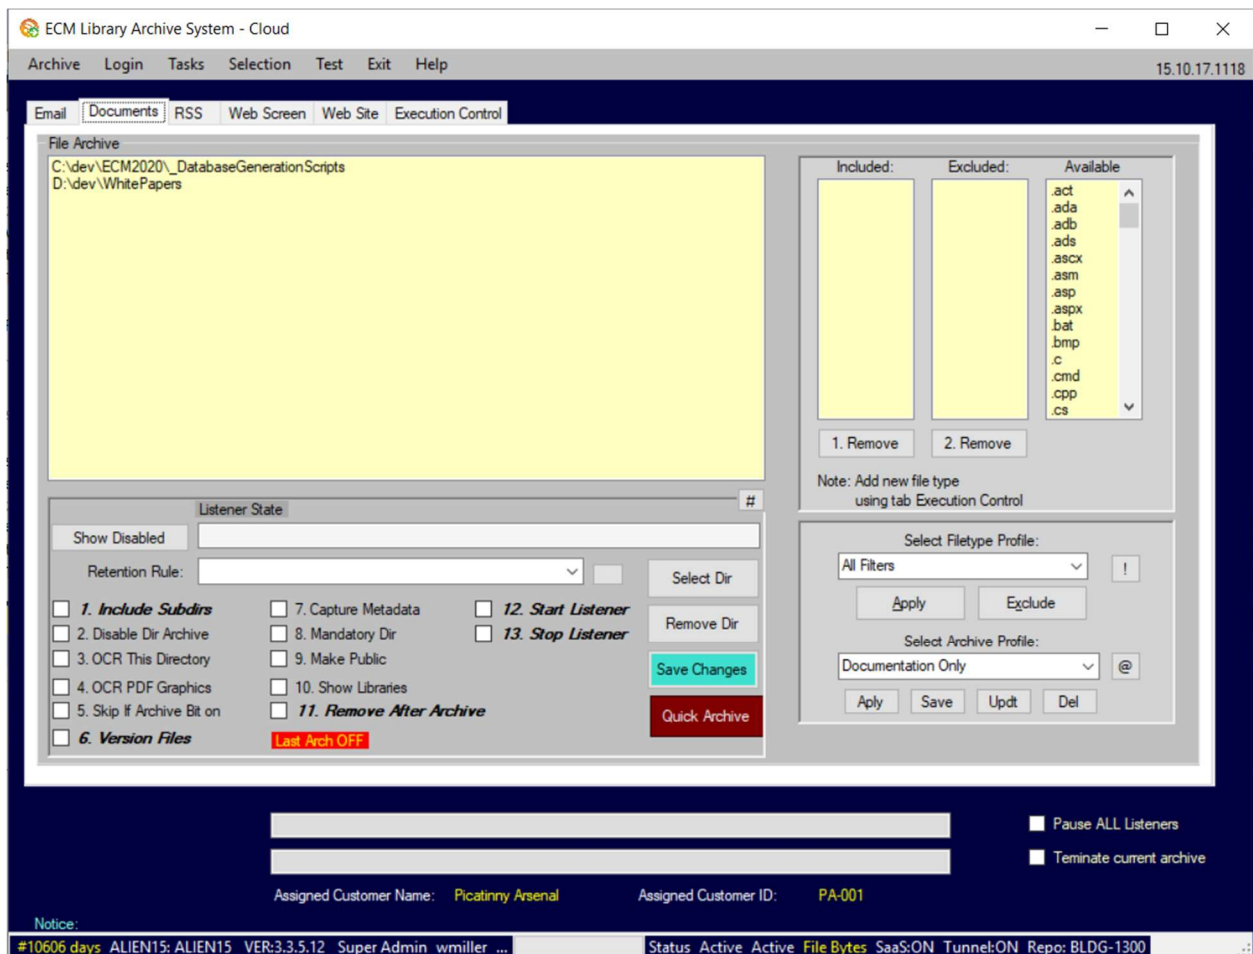 ECM Library Archive System - Cloud
Archive Login Tasks Selection Test Exit Help
15.10.17.1118
Email Documents RSS Web Screen Web Site Execution Control
File Archive
C:\dev\ECM2020\_DatabaseGenerationScripts
D:\dev\WhitePapers
Included: Excluded: Available
.act
.ada
.adb
.ads
.ascx
.asm
.asp
.aspx
.bat
.bmp
.c
.cmd
.cpp
.cs
1. Remove 2. Remove
Note: Add new file type
using tab Execution Control
#
Listener State
Show Disabled
Retention Rule:
Select Dir
Remove Dir
Save Changes
Quick Archive
1. Include Subdirs
2. Disable Dir Archive
3. OCR This Directory
4. OCR PDF Graphics
5. Skip If Archive Bit on
6. Version Files
7. Capture Metadata
8. Mandatory Dir
9. Make Public
10. Show Libraries
11. Remove After Archive
Last Arch OFF
12. Start Listener
13. Stop Listener
Select Filetype Profile:
All Filters
!
Apply Exclude
Select Archive Profile:
Documentation Only
@
Aply Save Updt Del
Pause ALL Listeners
Teminate current archive
Assigned Customer Name: Picatinny Arsenal Assigned Customer ID: PA-001
Notice:
#10606 days ALIEN15: ALIEN15 VER:3.3.5.12 Super Admin wmiller ... Status Active Active File Bytes SaaS:ON Tunnel:ON Repo: BLDG-1300